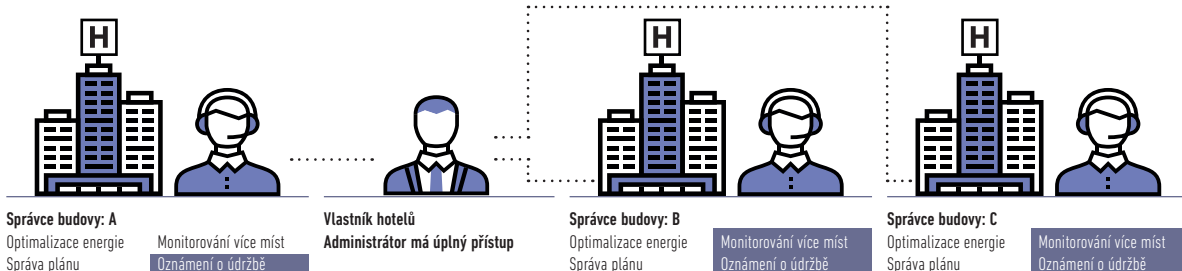 H
H
H
Správce budovy: A
Optimalizace energie
Správa plánu
Monitorování více míst
Oznámení o údržbě
Vlastník hotelů
Administrátor má úplný přístup
Správce budovy: B
Optimalizace energie
Správa plánu
Monitorování více míst
Oznámení o údržbě
Správce budovy: C
Optimalizace energie
Správa plánu
Monitorování více míst
Oznámení o údržbě